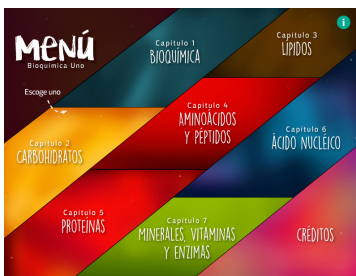 MENÚ
Bioquímica Uno
Escoge uno
Capítulo 1
BIOQUÍMICA
Capítulo 3
LÍPIDOS
i
Capítulo 2
CARBOHIDRATOS
Capítulo 4
AMINOÁCIDOS
Y PÉPTIDOS
Capítulo 6
ÁCIDO NUCLÉICO
Capítulo 5
PROTEÍNAS
Capítulo 7
MINERALES, VITAMINAS
Y ENZIMAS
CRÉDITOS